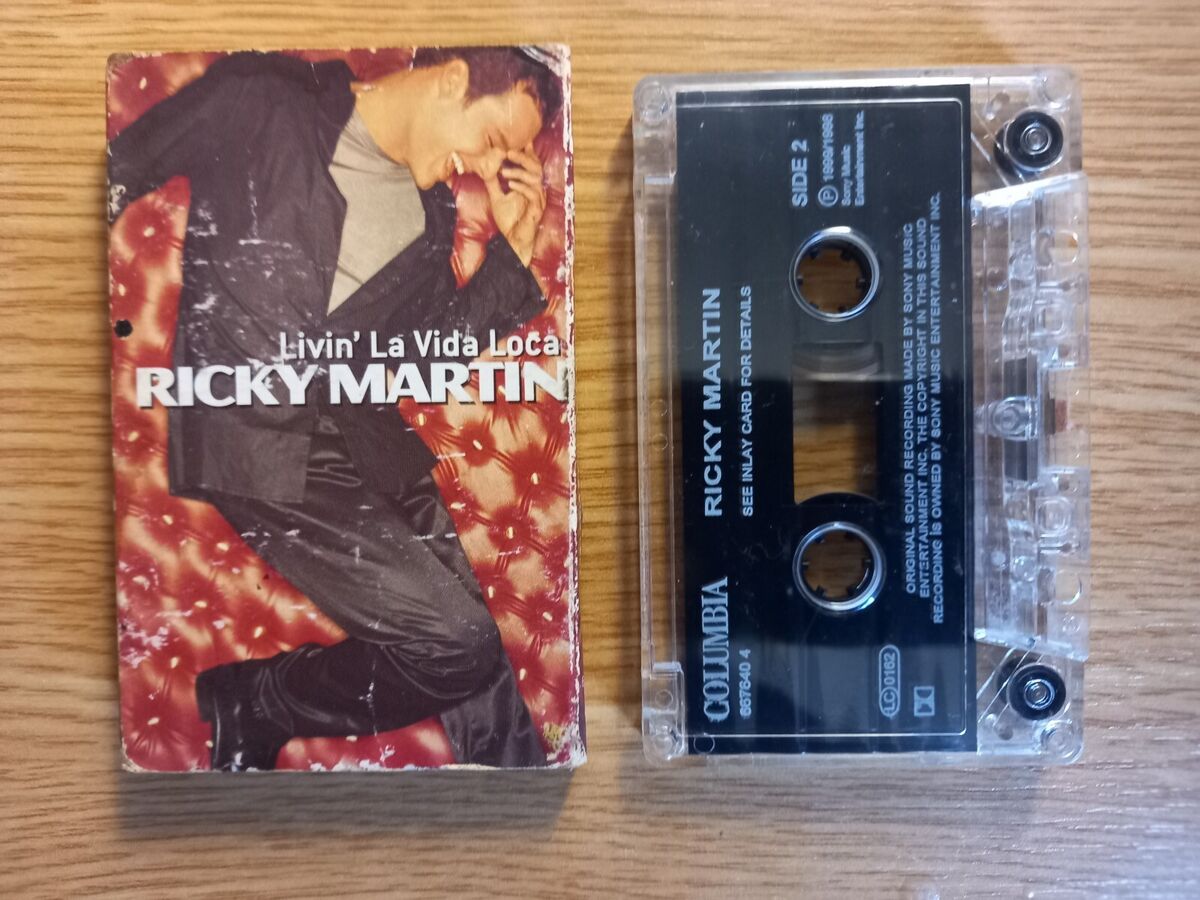 Livin' La Vida Loca
RICKY MARTIN
COLUMBIA
667640 4
RICKY MARTIN
SEE INLAY CARD FOR DETAILS
SIDE 2
Ⓟ 1999/1998
Sony Music
Entertainment Inc.
ORIGINAL SOUND RECORDING MADE BY SONY MUSIC
ENTERTAINMENT INC. THE COPYRIGHT IN THIS SOUND
RECORDING IS OWNED BY SONY MUSIC ENTERTAINMENT INC.
LC 0162